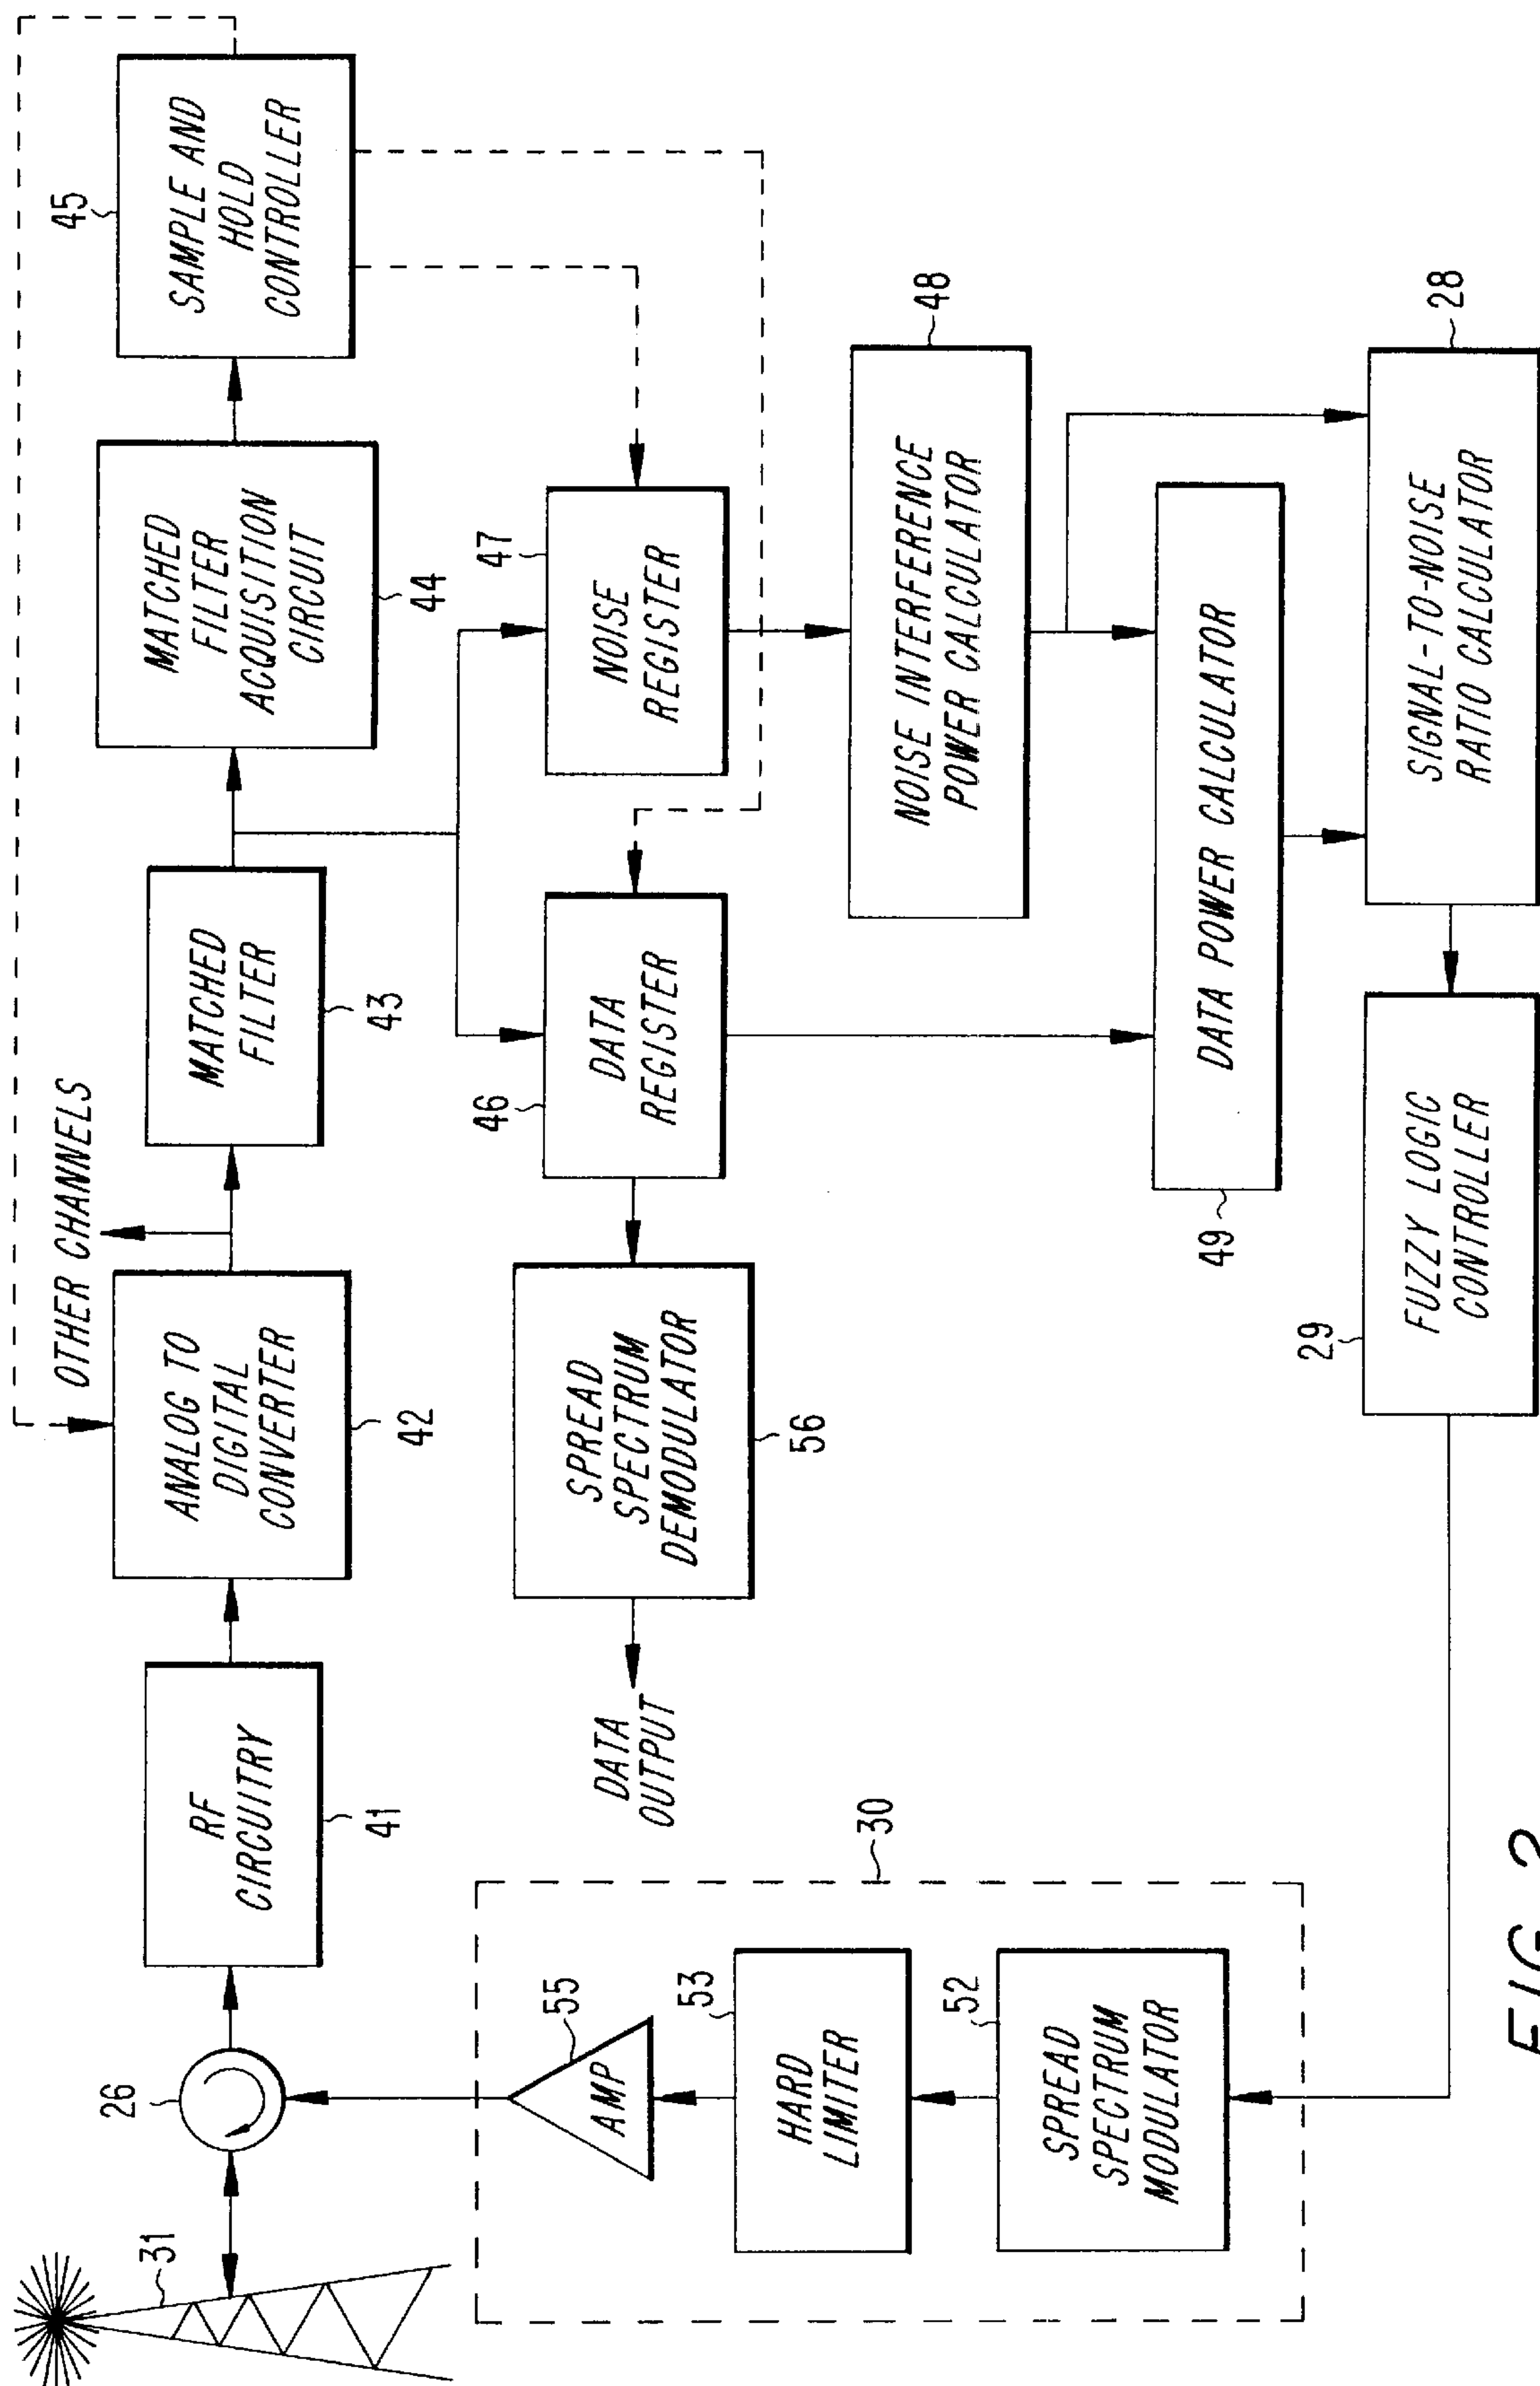 31
26
RF
CIRCUITRY
41
ANALOG TO
DIGITAL
CONVERTER
42
OTHER CHANNELS
MATCHED
FILTER
43
MATCHED
FILTER
ACQUISITION
CIRCUIT
44
45
SAMPLE AND
HOLD
CONTROLLER
DATA
OUTPUT
SPREAD
SPECTRUM
DEMODULATOR
56
46
DATA
REGISTER
47
NOISE
REGISTER
30
55
AMP
53
HARD
LIMITER
52
SPREAD
SPECTRUM
MODULATOR
NOISE INTERFERENCE
POWER CALCULATOR
48
DATA POWER CALCULATOR
49
29
FUZZY LOGIC
CONTROLLER
SIGNAL-TO-NOISE
RATIO CALCULATOR
28